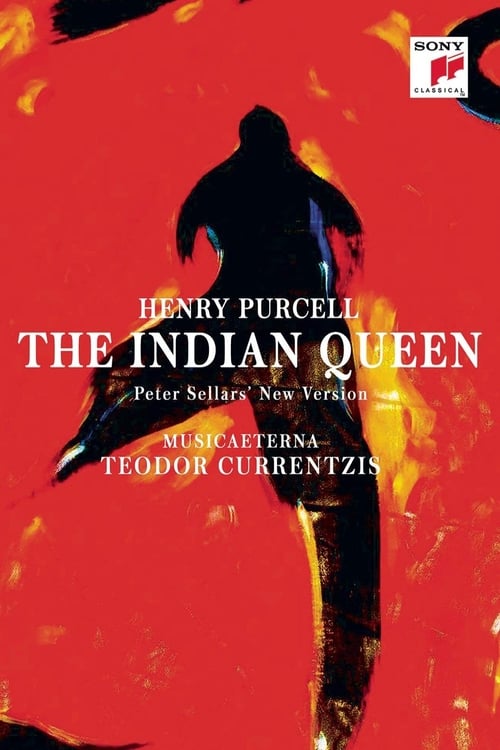 SONY
CLASSICAL
HENRY PURCELL
THE INDIAN QUEEN
Peter Sellars' New Version
MUSICAETERNA
TEODOR CURRENTZIS